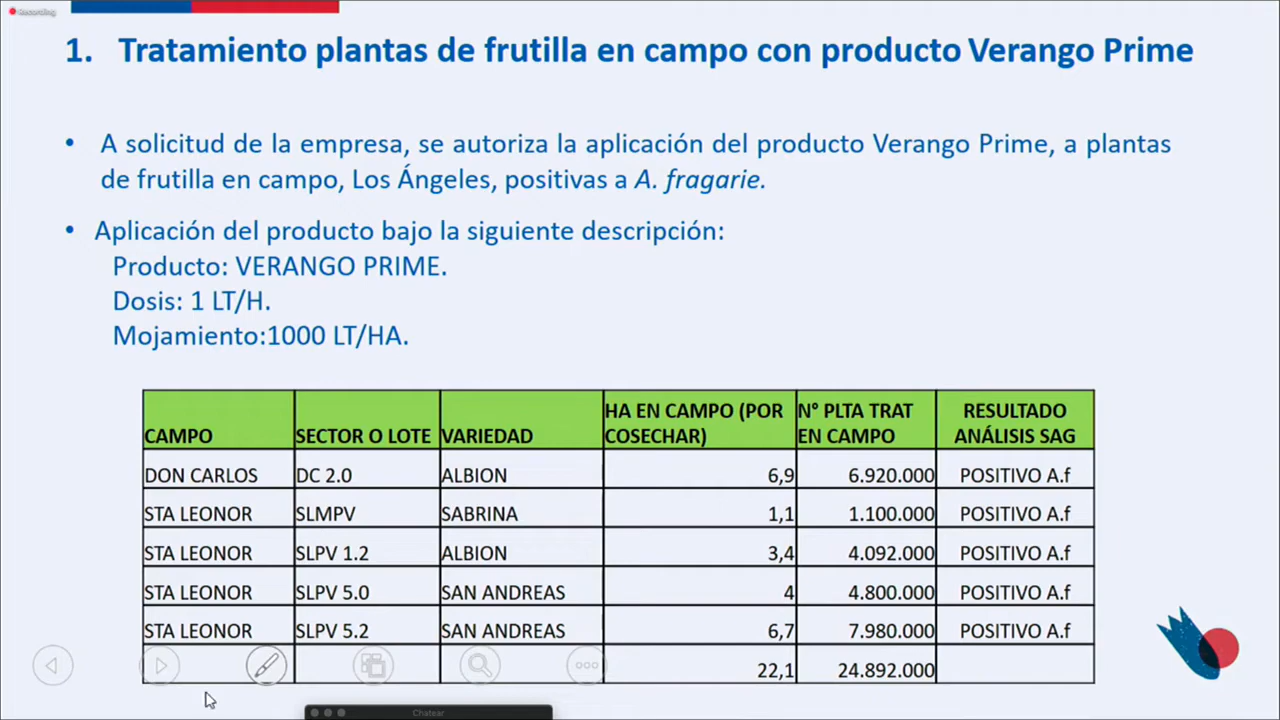 Recording
1. Tratamiento plantas de frutilla en campo con producto Verango Prime
• A solicitud de la empresa, se autoriza la aplicación del producto Verango Prime, a plantas
de frutilla en campo, Los Ángeles, positivas a A. fragarie.
• Aplicación del producto bajo la siguiente descripción:
Producto: VERANGO PRIME.
Dosis: 1 LT/H.
Mojamiento:1000 LT/HA.
CAMPO SECTOR O LOTE VARIEDAD HA EN CAMPO (POR COSECHAR) N° PLTA TRAT EN CAMPO RESULTADO ANÁLISIS SAG
DON CARLOS DC 2.0 ALBION 6,9 6.920.000 POSITIVO A.f
STA LEONOR SLMPV SABRINA 1,1 1.100.000 POSITIVO A.f
STA LEONOR SLPV 1.2 ALBION 3,4 4.092.000 POSITIVO A.f
STA LEONOR SLPV 5.0 SAN ANDREAS 4 4.800.000 POSITIVO A.f
STA LEONOR SLPV 5.2 SAN ANDREAS 6,7 7.980.000 POSITIVO A.f
22,1 24.892.000
Chatear